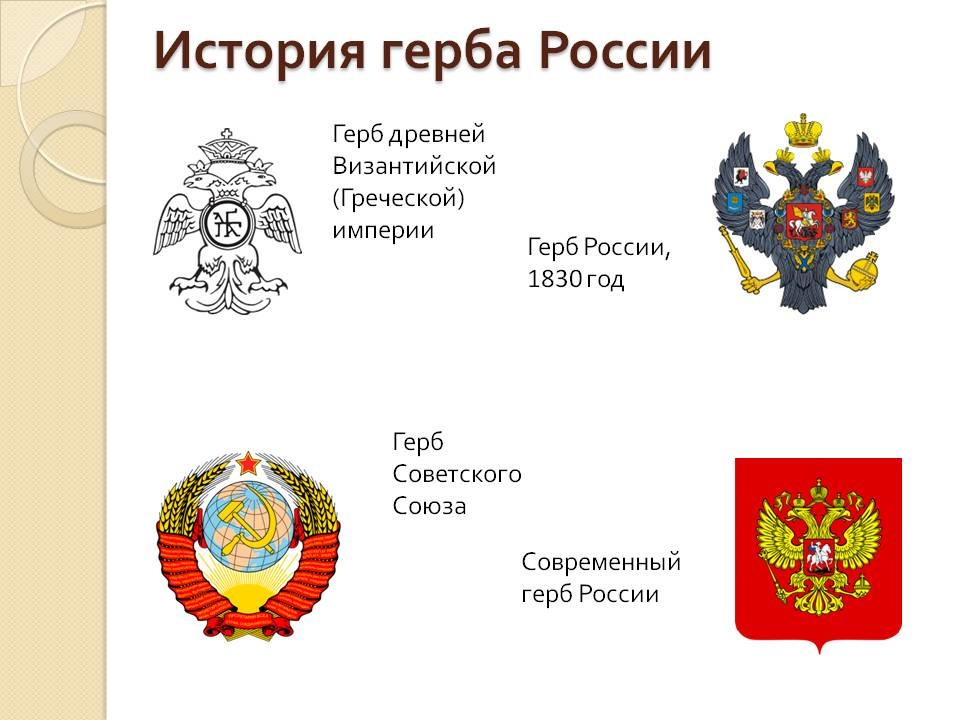 История герба России
Герб древней
Византийской
(Греческой)
империи
Герб России,
1830 год
Герб
Советского
Союза
Современный
герб России